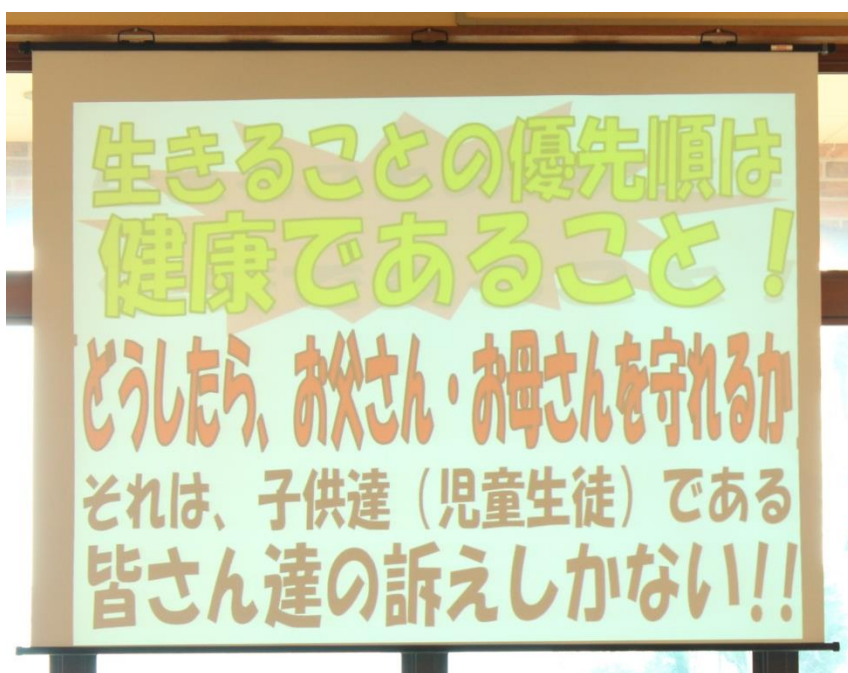 生きることの優先順は
健康であること！
どうしたら、お父さん・お母さんを守れるか
それは、子供達（児童生徒）である
皆さん達の訴えしかない!!